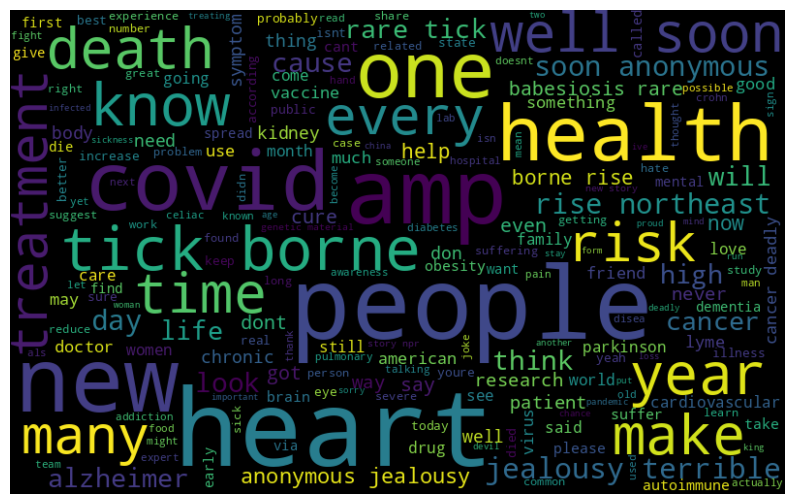 first best experience read share two
fight treating probably isnt state called
give number thing cant related doesnt
death symptom rare tick well soon
great going cause come one soon anonymous
right according vaccine babesiosis rare possible crohn
infected know hand public every something good sign
sickness body spread kidney health
die need case china lab isn mean thought ive
increase problem month someone hospital help hate mental will
better next didn much become borne rise new story
covid amp rise northeast
yet cure even getting proud mind now
suggest celiac known age diabetes family love
work genetic material don suffering stay form run
treatment tick borne found keep obesity want pain friend risk man study
care let find long awareness high never deadly dementia cancer deadly
may sure time people disea
reduce woman day life dont thank story npr another loss cancer
als doctor women real still joke parkinson lyme illness
chronic pulmonary american yeah chance put
new look got person talking youre way say think year
brain eye sorry severe research world pandemic old cardiovascular
important see patient suffer learn
many addiction heart today died said virus used make take
food sick via drug well please king
team might early devil common
expert alzheimer anonymous jealousy jealousy terrible autoimmune actually